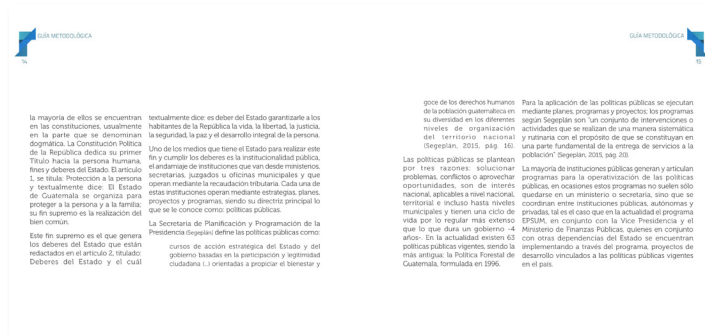 GUÍA METODOLÓGICA
14
la mayoría de ellos se encuentran
en las constituciones, usualmente
en la parte que se denominan
dogmática. La Constitución Política
de la República dedica su primer
Título hacia la persona humana,
fines y deberes del Estado. El artículo
1, se titula: Protección a la persona
y textualmente dice: El Estado
de Guatemala se organiza para
proteger a la persona y a la familia;
su fin supremo es la realización del
bien común.
Este fin supremo es el que genera
los deberes del Estado que están
redactados en el artículo 2, titulado:
Deberes del Estado y el cuál
textualmente dice: es deber del Estado garantizarle a los
habitantes de la República la vida, la libertad, la justicia,
la seguridad, la paz y el desarrollo integral de la persona.
Uno de los medios que tiene el Estado para realizar este
fin y cumplir los deberes es la institucionalidad pública,
el andamiaje de instituciones que van desde ministerios,
secretarias, juzgados u oficinas municipales y que
operan mediante la recaudación tributaria. Cada una de
estas instituciones operan mediante estrategias, planes,
proyectos y programas, siendo su directriz principal lo
que se le conoce como: políticas públicas.
La Secretaría de Planificación y Programación de la
Presidencia (Segeplán) define las políticas públicas como:
cursos de acción estratégica del Estado y del
gobierno basadas en la participación y legitimidad
ciudadana (...) orientadas a propiciar el bienestar y
GUÍA METODOLÓGICA
15
goce de los derechos humanos
de la población guatemalteca en
su diversidad en los diferentes
niveles de organización
del territorio nacional
(Segeplán, 2015, pág. 16).
Las políticas públicas se plantean
por tres razones: solucionar
problemas, conflictos o aprovechar
oportunidades, son de interés
nacional, aplicables a nivel nacional,
territorial e incluso hasta niveles
municipales y tienen una ciclo de
vida por lo regular más extenso
que lo que dura un gobierno -4
años-. En la actualidad existen 63
políticas públicas vigentes, siendo la
más antigua: la Política Forestal de
Guatemala, formulada en 1996.
Para la aplicación de las políticas públicas se ejecutan
mediante planes, programas y proyectos; los programas
según Segeplán son "un conjunto de intervenciones o
actividades que se realizan de una manera sistemática
y rutinaria con el propósito de que se constituyan en
una parte fundamental de la entrega de servicios a la
población" (Segeplán, 2015, pág. 20).
La mayoría de instituciones públicas generan y articulan
programas para la operativización de las políticas
públicas, en ocasiones estos programas no suelen sólo
quedarse en un ministerio o secretaria, sino que se
coordinan entre instituciones públicas, autónomas y
privadas, tal es el caso que en la actualidad el programa
EPSUM, en conjunto con la Vice Presidencia y el
Ministerio de Finanzas Públicas, quienes en conjunto
con otras dependencias del Estado se encuentran
implementando a través del programa, proyectos de
desarrollo vinculados a las políticas públicas vigentes
en el país.